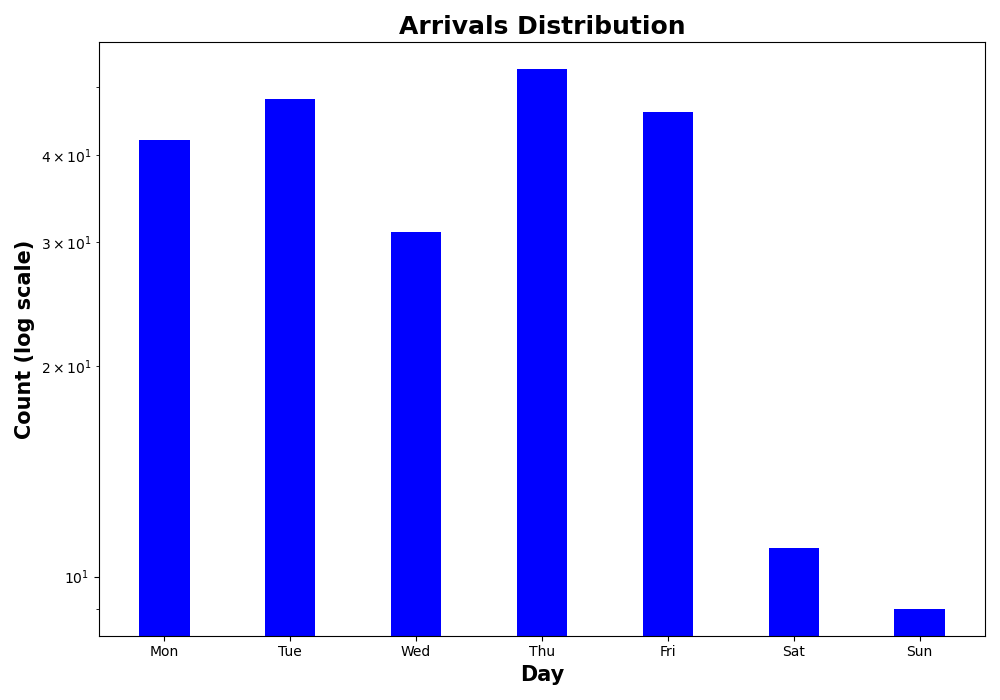 Arrivals Distribution
Count (log scale)
4 × 10¹
3 × 10¹
2 × 10¹
10¹
Mon Tue Wed Thu Fri Sat Sun
Day